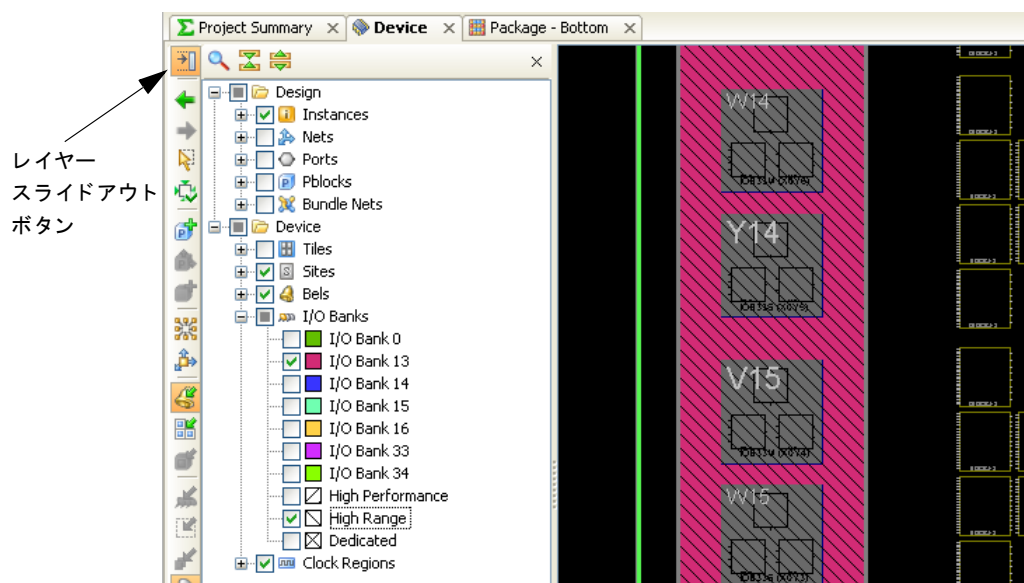 Project Summary
Device
Package - Bottom
レイヤー
スライドアウト
ボタン
Design
Instances
Nets
Ports
Pblocks
Bundle Nets
Device
Tiles
Sites
Bels
I/O Banks
I/O Bank 0
I/O Bank 13
I/O Bank 14
I/O Bank 15
I/O Bank 16
I/O Bank 33
I/O Bank 34
High Performance
High Range
Dedicated
Clock Regions
W14
Y14
V15
W15